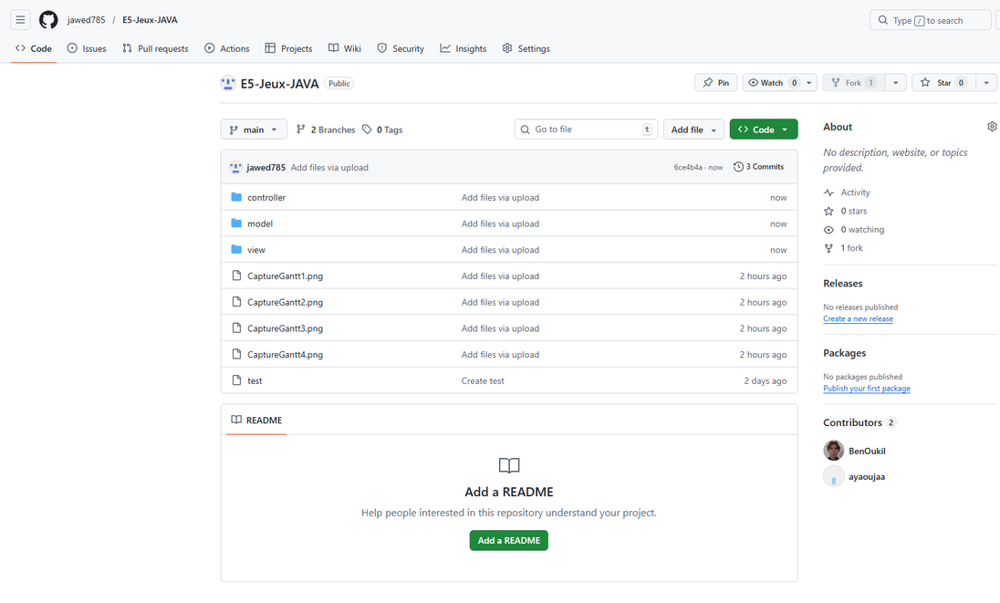 jawed785 / E5-Jeux-JAVA
Type / to search
Code Issues Pull requests Actions Projects Wiki Security Insights Settings
E5-Jeux-JAVA Public
Pin Watch 0 Fork 1 Star 0
main 2 Branches 0 Tags
Go to file t
Add file Code
jawed785 Add files via upload 6ce4b4a · now 3 Commits
controller Add files via upload now
model Add files via upload now
view Add files via upload now
CaptureGantt1.png Add files via upload 2 hours ago
CaptureGantt2.png Add files via upload 2 hours ago
CaptureGantt3.png Add files via upload 2 hours ago
CaptureGantt4.png Add files via upload 2 hours ago
test Create test 2 days ago
README
Add a README
Help people interested in this repository understand your project.
Add a README
About
No description, website, or topics
provided.
Activity
0 stars
0 watching
1 fork
Releases
No releases published
Create a new release
Packages
No packages published
Publish your first package
Contributors 2
BenOukil
ayaoujaa